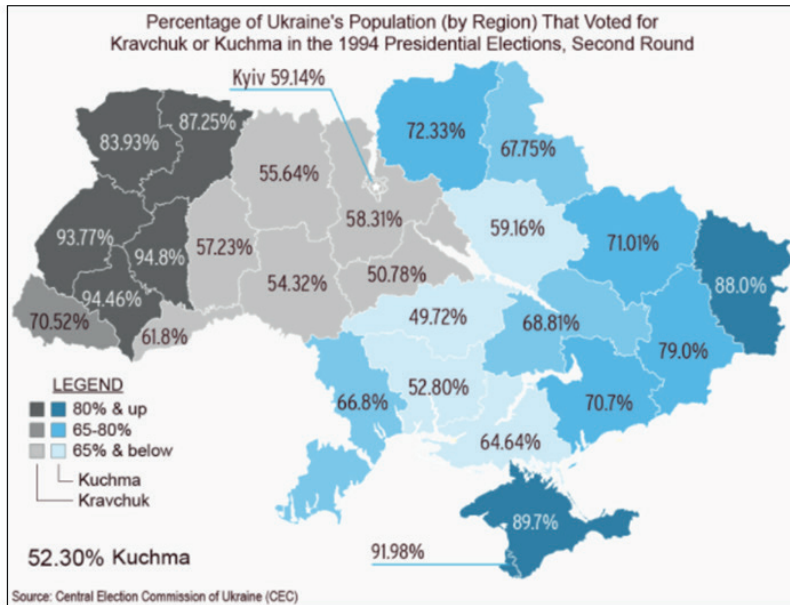 Percentage of Ukraine's Population (by Region) That Voted for
Kravchuk or Kuchma in the 1994 Presidential Elections, Second Round
Kyiv 59.14%
83.93%
87.25%
72.33%
67.75%
55.64%
58.31%
59.16%
71.01%
93.77%
94.8%
57.23%
54.32%
50.78%
88.0%
94.46%
70.52%
61.8%
49.72%
68.81%
79.0%
66.8%
52.80%
70.7%
64.64%
LEGEND
80% & up
65-80%
65% & below
Kuchma
Kravchuk
89.7%
91.98%
52.30% Kuchma
Source: Central Election Commission of Ukraine (CEC)